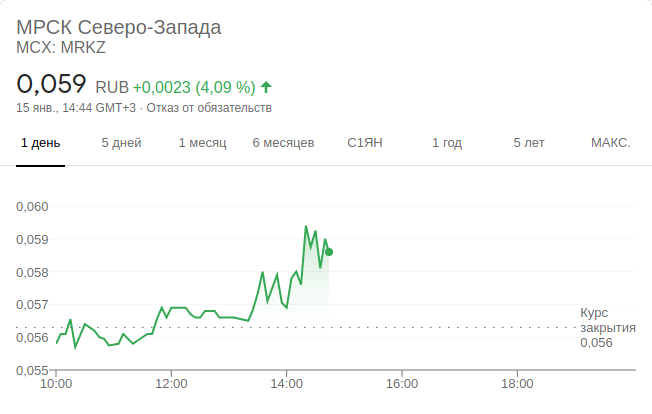 МРСК Северо-Запада
MCX: MRKZ
0,059 RUB +0,0023 (4,09 %)
15 янв., 14:44 GMT+3 · Отказ от обязательств
1 день 5 дней 1 месяц 6 месяцев С1ЯН 1 год 5 лет МАКС.
0,060
0,059
0,058
0,057
0,056
0,055
Курс
закрытия
0,056
10:00 12:00 14:00 16:00 18:00